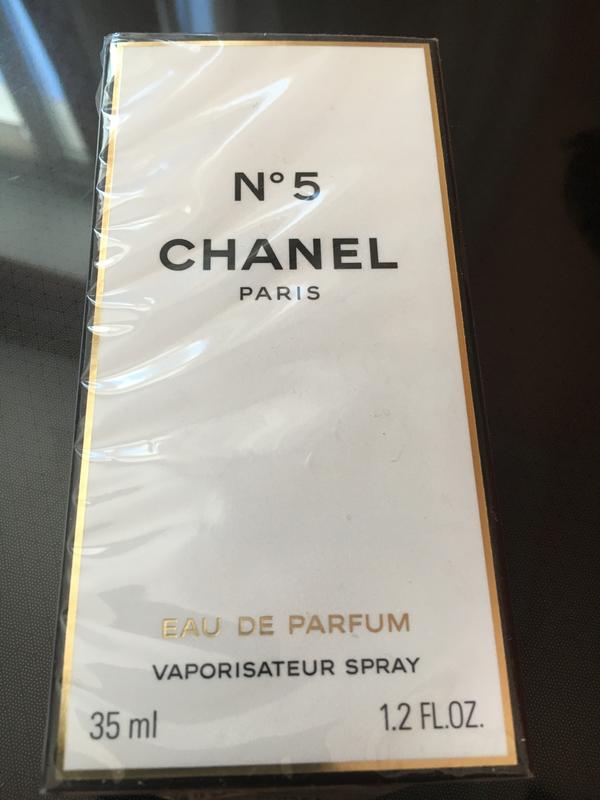 N°5
CHANEL
PARIS
EAU DE PARFUM
VAPORISATEUR SPRAY
35 ml 1.2 FL.OZ.